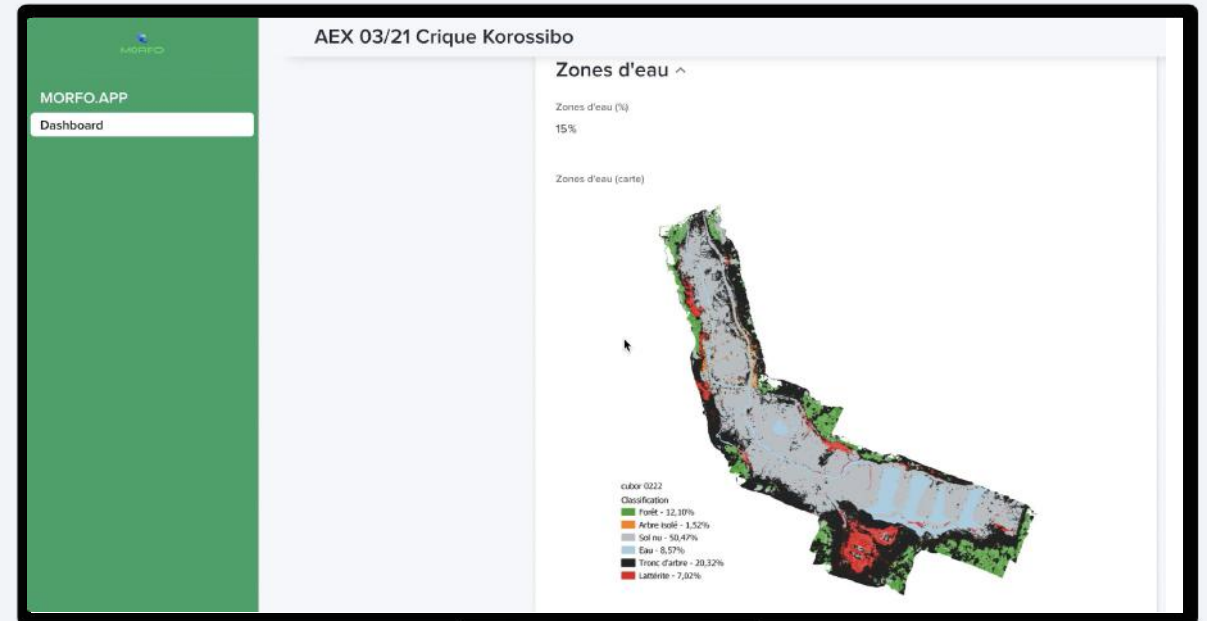 MORFO
MORFO.APP
Dashboard
AEX 03/21 Crique Korossibo
Zones d'eau
Zones d'eau (%)
15%
Zones d'eau (carte)
cubor 0222
Classification
Forêt - 12,10%
Arbre isolé - 1,52%
Sol nu - 50,47%
Eau - 8,57%
Tronc d'arbre - 20,32%
Lattérite - 7,02%